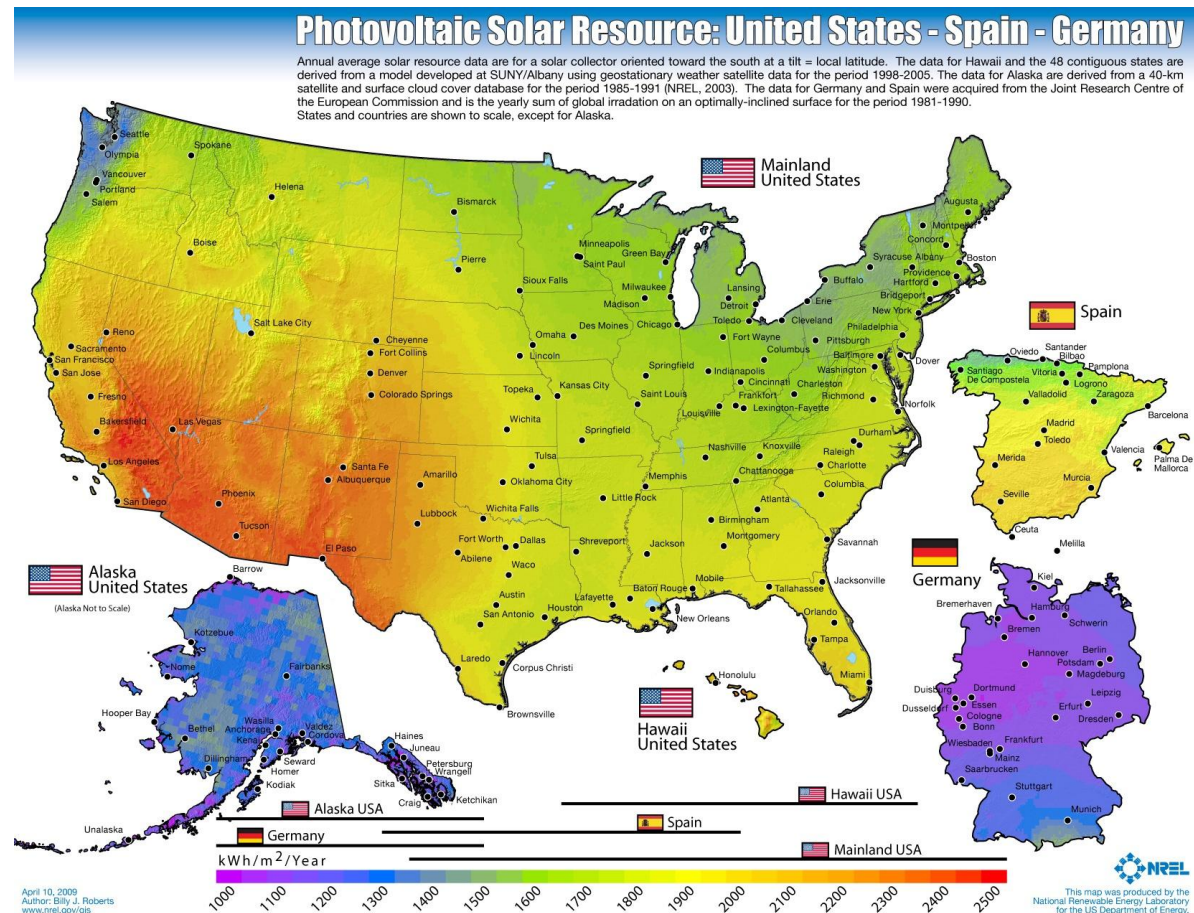 Photovoltaic Solar Resource: United States - Spain - Germany
Annual average solar resource data are for a solar collector oriented toward the south at a tilt = local latitude. The data for Hawaii and the 48 contiguous states are
derived from a model developed at SUNY/Albany using geostationary weather satellite data for the period 1998-2005. The data for Alaska are derived from a 40-km
satellite and surface cloud cover database for the period 1985-1991 (NREL, 2003). The data for Germany and Spain were acquired from the Joint Research Centre of
the European Commission and is the yearly sum of global irradation on an optimally-inclined surface for the period 1981-1990.
States and countries are shown to scale, except for Alaska.
Mainland
United States
Seattle
Olympia
Spokane
Vancouver
Portland
Salem
Helena
Bismarck
Boise
Pierre
Minneapolis
Saint Paul
Green Bay
Sioux Falls
Milwaukee
Madison
Lansing
Detroit
Augusta
Montpelier
Concord
Syracuse
Albany
Boston
Buffalo
Providence
Hartford
Bridgeport
Erie
New York
Reno
Salt Lake City
Cheyenne
Fort Collins
Omaha
Des Moines
Chicago
Toledo
Cleveland
Fort Wayne
Philadelphia
Pittsburgh
Columbus
Baltimore
Dover
Washington
Sacramento
San Francisco
San Jose
Denver
Lincoln
Springfield
Indianapolis
Cincinnati
Charleston
Colorado Springs
Topeka
Kansas City
Saint Louis
Frankfort
Louisville
Lexington-Fayette
Richmond
Norfolk
Fresno
Bakersfield
Las Vegas
Wichita
Springfield
Durham
Raleigh
Nashville
Knoxville
Charlotte
Los Angeles
Santa Fe
Albuquerque
Amarillo
Tulsa
Oklahoma City
Memphis
Chattanooga
Columbia
San Diego
Phoenix
Tucson
Lubbock
Wichita Falls
Little Rock
Atlanta
Birmingham
El Paso
Fort Worth
Dallas
Abilene
Waco
Shreveport
Jackson
Montgomery
Savannah
Austin
San Antonio
Houston
Lafayette
Baton Rouge
Mobile
Tallahassee
Jacksonville
New Orleans
Orlando
Tampa
Miami
Laredo
Corpus Christi
Brownsville
Spain
Oviedo
Santander
Bilbao
Pamplona
Santiago
De Compostela
Vitoria
Logrono
Valladolid
Zaragoza
Barcelona
Madrid
Toledo
Merida
Valencia
Palma De
Mallorca
Seville
Murcia
Ceuta
Melilla
Germany
Kiel
Bremerhaven
Hamburg
Schwerin
Bremen
Hannover
Berlin
Potsdam
Magdeburg
Duisburg
Dortmund
Essen
Dusseldorf
Leipzig
Erfurt
Cologne
Dresden
Bonn
Wiesbaden
Frankfurt
Mainz
Saarbrucken
Stuttgart
Munich
Alaska
United States
(Alaska Not to Scale)
Barrow
Kotzebue
Nome
Fairbanks
Hooper Bay
Bethel
Wasilla
Anchorage
Kenai
Valdez
Cordova
Dillingham
Seward
Homer
Kodiak
Unalaska
Haines
Juneau
Petersburg
Wrangell
Sitka
Craig
Ketchikan
Honolulu
Hawaii
United States
Alaska USA
Hawaii USA
Germany
Spain
Mainland USA
kWh/m2/Year
1000
1100
1200
1300
1400
1500
1600
1700
1800
1900
2000
2100
2200
2300
2400
2500
April 10, 2009
Author: Billy J. Roberts
www.nrel.gov/gis
NREL
This map was produced by the
National Renewable Energy Laboratory
for the US Department of Energy.